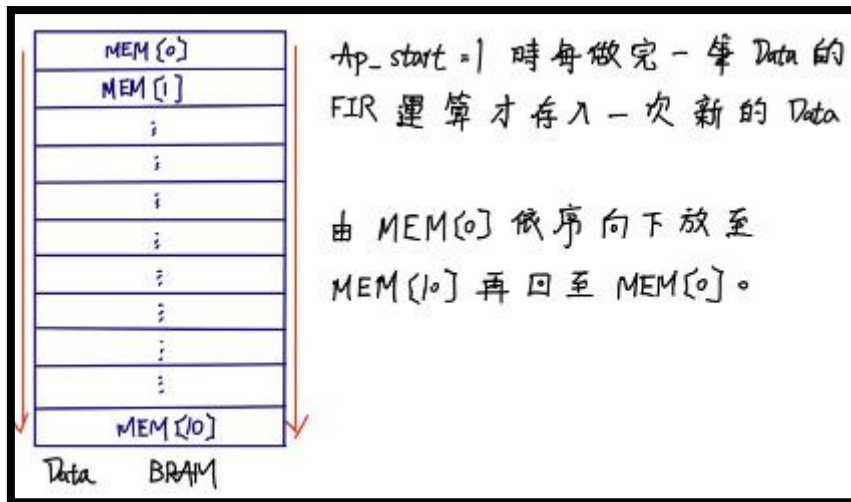 MEM[0]
MEM[1]
⋮
⋮
⋮
⋮
⋮
⋮
⋮
⋮
MEM[10]
Data BRAM
Ap_start=1 時每做完一筆 Data 的
FIR 運算才存入一次新的 Data
由 MEM[0] 依序向下放至
MEM[10] 再回至 MEM[0]。